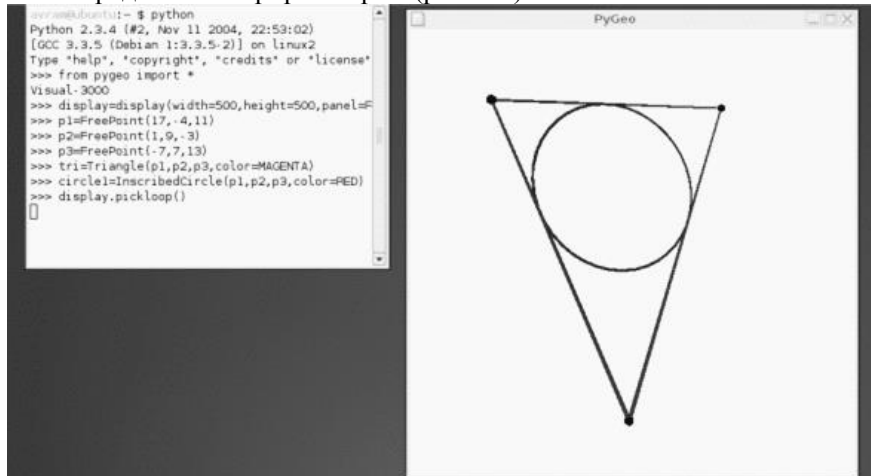 avram@ubuntu:~ $ python
Python 2.3.4 (#2, Nov 11 2004, 22:53:02)
[GCC 3.3.5 (Debian 1:3.3.5-2)] on linux2
Type "help", "copyright", "credits" or "license"
>>> from pygeo import *
Visual-3000
>>> display=display(width=500,height=500,panel=F
>>> p1=FreePoint(17,-4,11)
>>> p2=FreePoint(1,9,-3)
>>> p3=FreePoint(-7,7,13)
>>> tri=Triangle(p1,p2,p3,color=MAGENTA)
>>> circle1=InscribedCircle(p1,p2,p3,color=RED)
>>> display.pickloop()
PyGeo